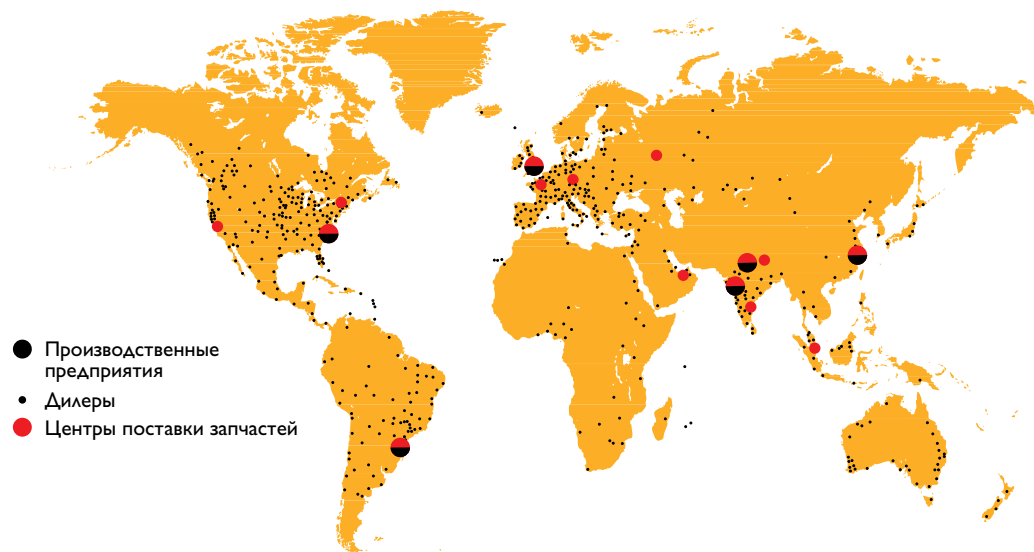 Производственные
предприятия
Дилеры
Центры поставки запчастей